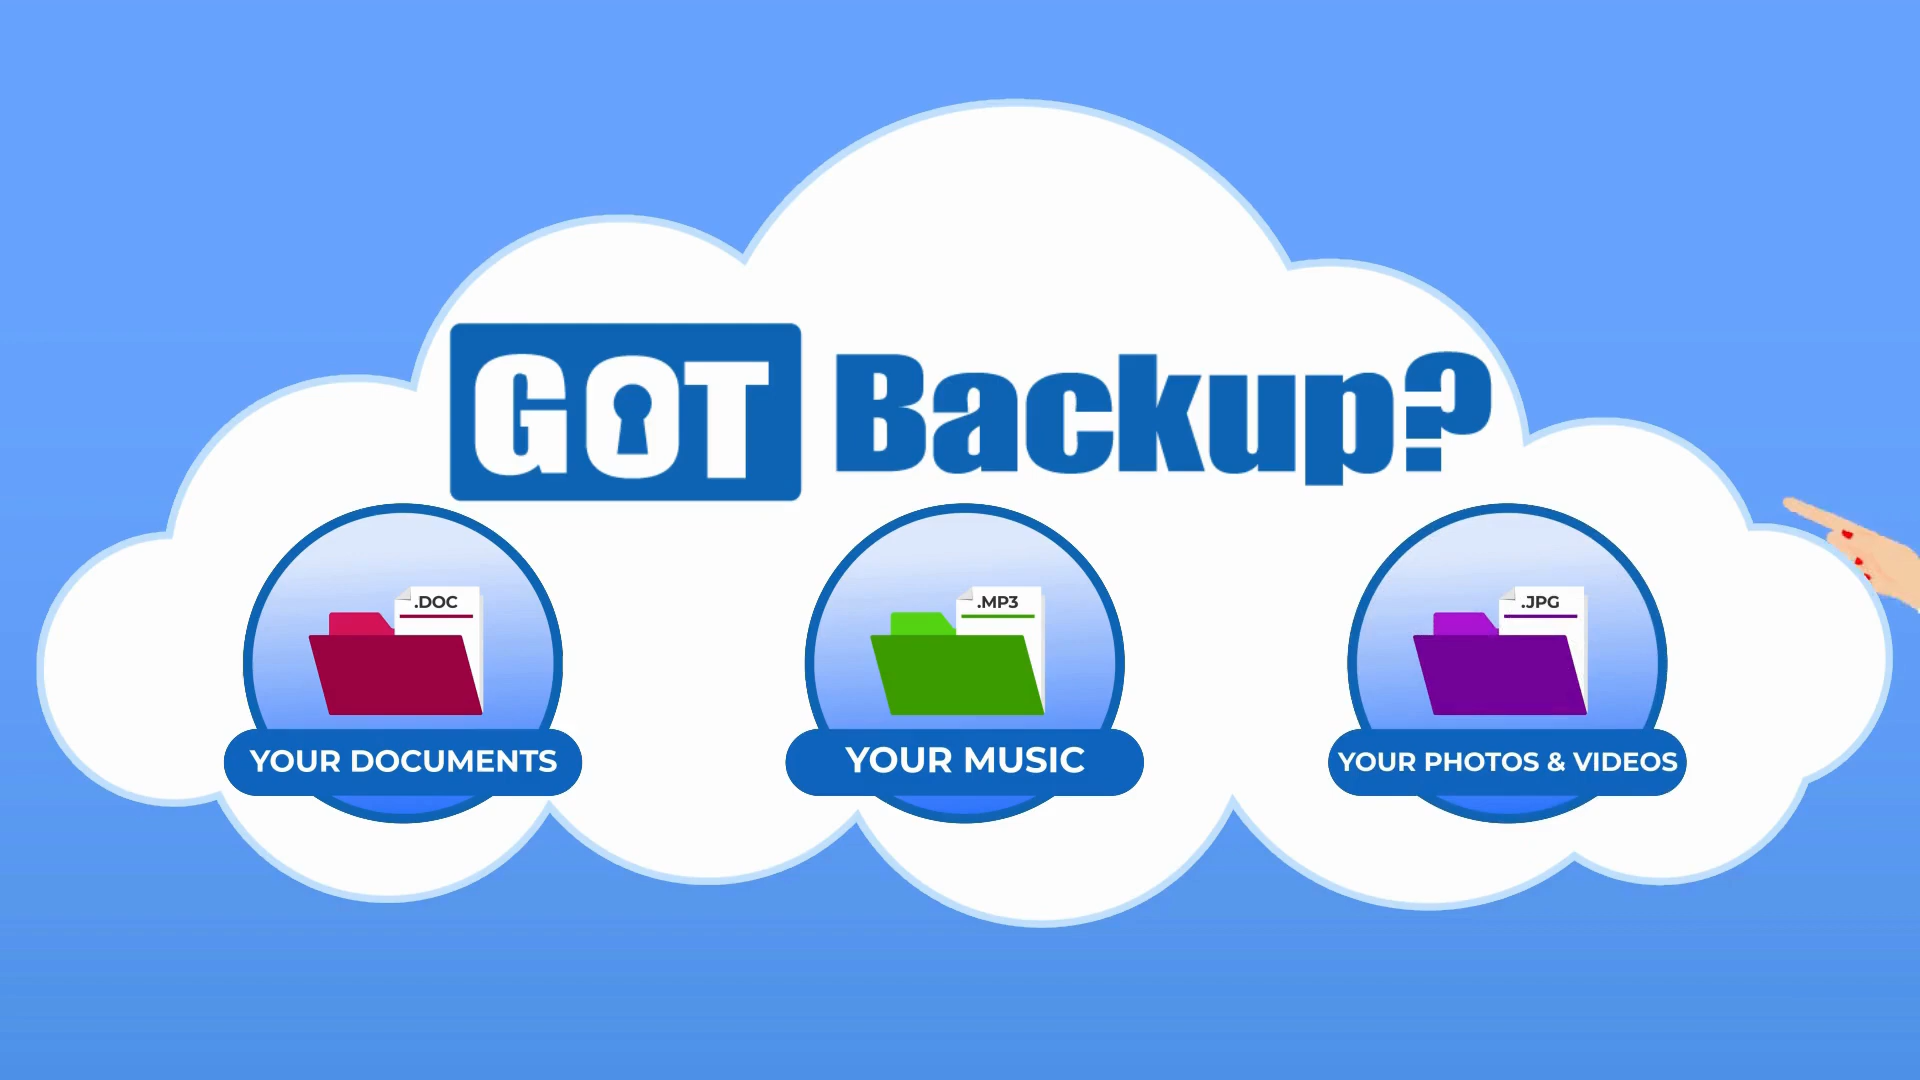 GOT Backup?
.DOC
YOUR DOCUMENTS
.MP3
YOUR MUSIC
.JPG
YOUR PHOTOS & VIDEOS